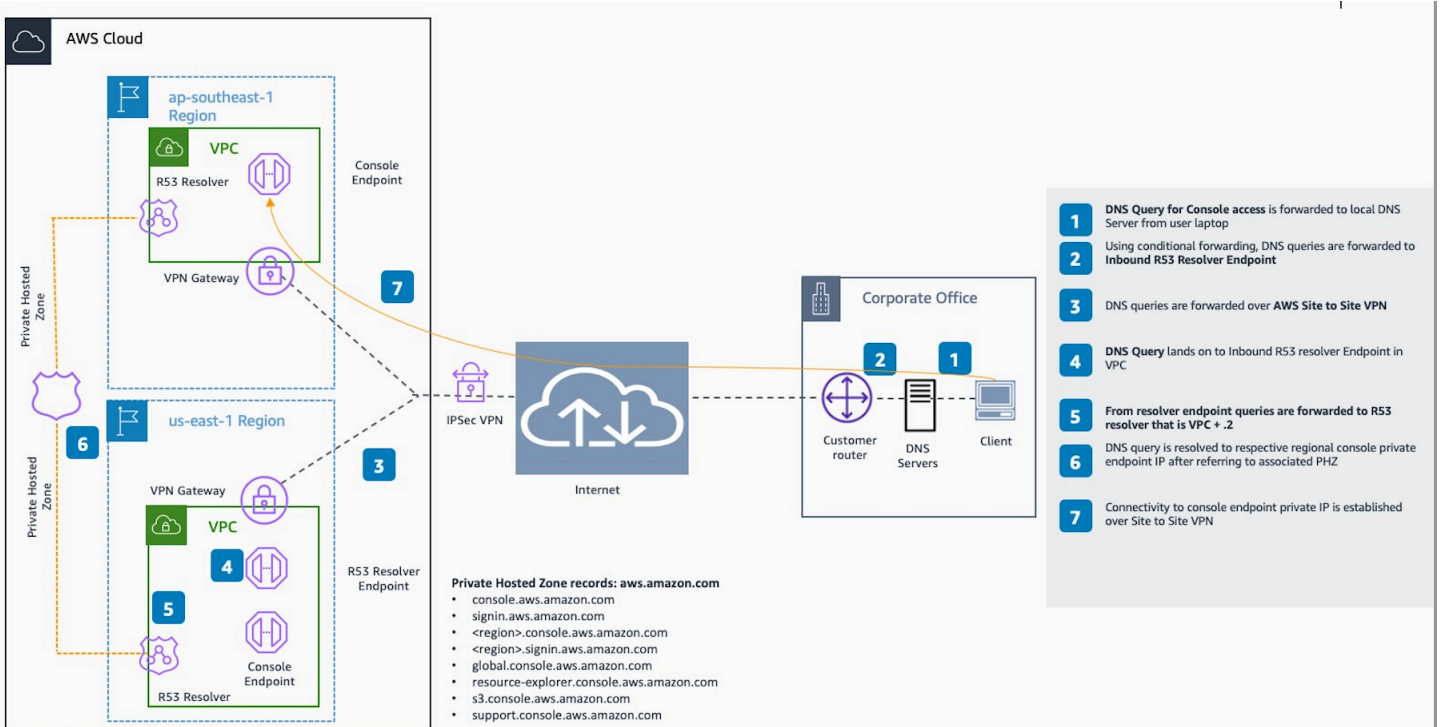 AWS Cloud
ap-southeast-1
Region
VPC
R53 Resolver
Console
Endpoint
VPN Gateway
7
Private Hosted
Zone
6
Private Hosted
Zone
us-east-1 Region
VPN Gateway
3
VPC
4
5
R53 Resolver
Endpoint
Console
Endpoint
R53 Resolver
IPSec VPN
Internet
Corporate Office
2
1
Customer
router
DNS
Servers
Client
Private Hosted Zone records: aws.amazon.com
• console.aws.amazon.com
• signin.aws.amazon.com
• <region>.console.aws.amazon.com
• <region>.signin.aws.amazon.com
• global.console.aws.amazon.com
• resource-explorer.console.aws.amazon.com
• s3.console.aws.amazon.com
• support.console.aws.amazon.com
1
DNS Query for Console access is forwarded to local DNS
Server from user laptop
2
Using conditional forwarding, DNS queries are forwarded to
Inbound R53 Resolver Endpoint
3
DNS queries are forwarded over AWS Site to Site VPN
4
DNS Query lands on to Inbound R53 resolver Endpoint in
VPC
5
From resolver endpoint queries are forwarded to R53
resolver that is VPC + .2
6
DNS query is resolved to respective regional console private
endpoint IP after referring to associated PHZ
7
Connectivity to console endpoint private IP is established
over Site to Site VPN